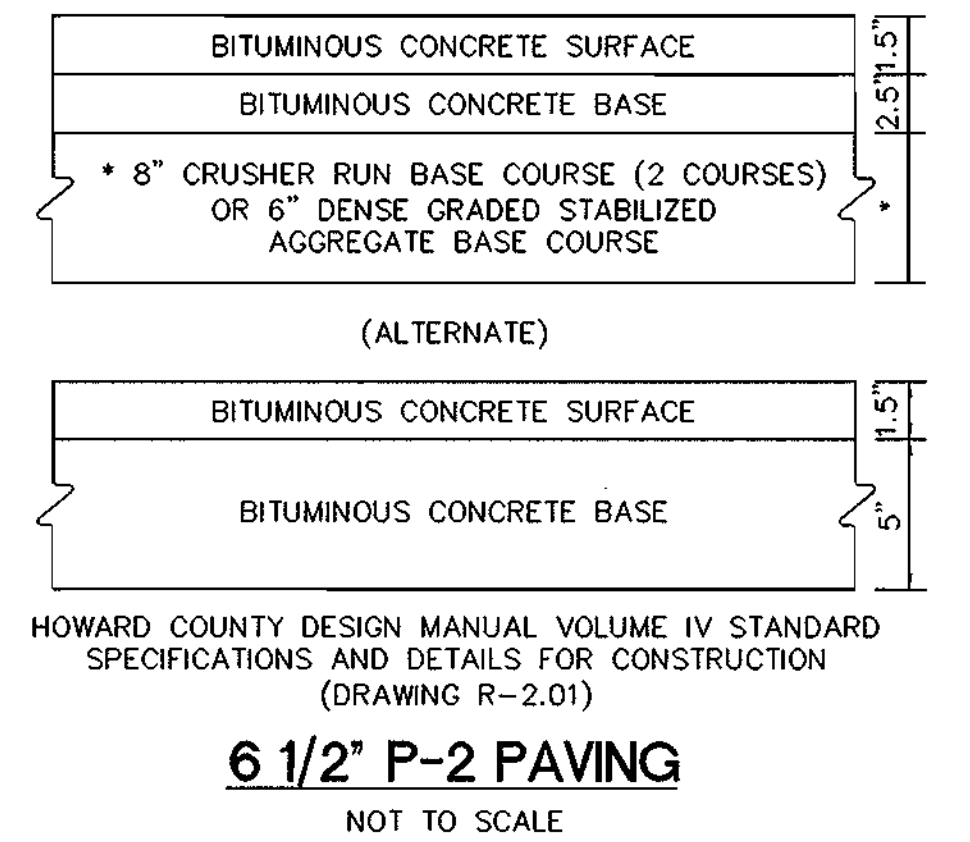 BITUMINOUS CONCRETE SURFACE
1.5"
BITUMINOUS CONCRETE BASE
2.5"
* 8" CRUSHER RUN BASE COURSE (2 COURSES)
OR 6" DENSE GRADED STABILIZED
AGGREGATE BASE COURSE
*
(ALTERNATE)
BITUMINOUS CONCRETE SURFACE
1.5"
BITUMINOUS CONCRETE BASE
5"
HOWARD COUNTY DESIGN MANUAL VOLUME IV STANDARD
SPECIFICATIONS AND DETAILS FOR CONSTRUCTION
(DRAWING R-2.01)
6 1/2" P-2 PAVING
NOT TO SCALE